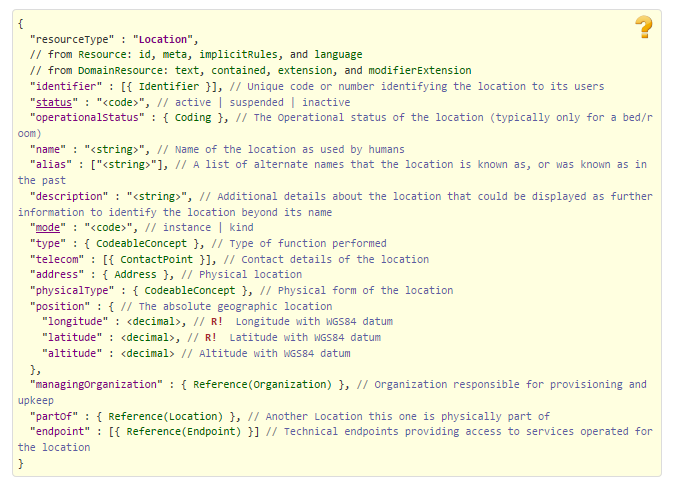 {
"resourceType" : "Location",
// from Resource: id, meta, implicitRules, and language
// from DomainResource: text, contained, extension, and modifierExtension
"identifier" : [{ Identifier }], // Unique code or number identifying the location to its users
"status" : "<code>", // active | suspended | inactive
"operationalStatus" : { Coding }, // The Operational status of the location (typically only for a bed/r
oom)
"name" : "<string>", // Name of the location as used by humans
"alias" : ["<string>"], // A list of alternate names that the location is known as, or was known as in
the past
"description" : "<string>", // Additional details about the location that could be displayed as further
information to identify the location beyond its name
"mode" : "<code>", // instance | kind
"type" : { CodeableConcept }, // Type of function performed
"telecom" : [{ ContactPoint }], // Contact details of the location
"address" : { Address }, // Physical location
"physicalType" : { CodeableConcept }, // Physical form of the location
"position" : { // The absolute geographic location
"longitude" : <decimal>, // R!  Longitude with WGS84 datum
"latitude" : <decimal>, // R!  Latitude with WGS84 datum
"altitude" : <decimal> // Altitude with WGS84 datum
},
"managingOrganization" : { Reference(Organization) }, // Organization responsible for provisioning and
upkeep
"partOf" : { Reference(Location) }, // Another Location this one is physically part of
"endpoint" : [{ Reference(Endpoint) }] // Technical endpoints providing access to services operated for
the location
}